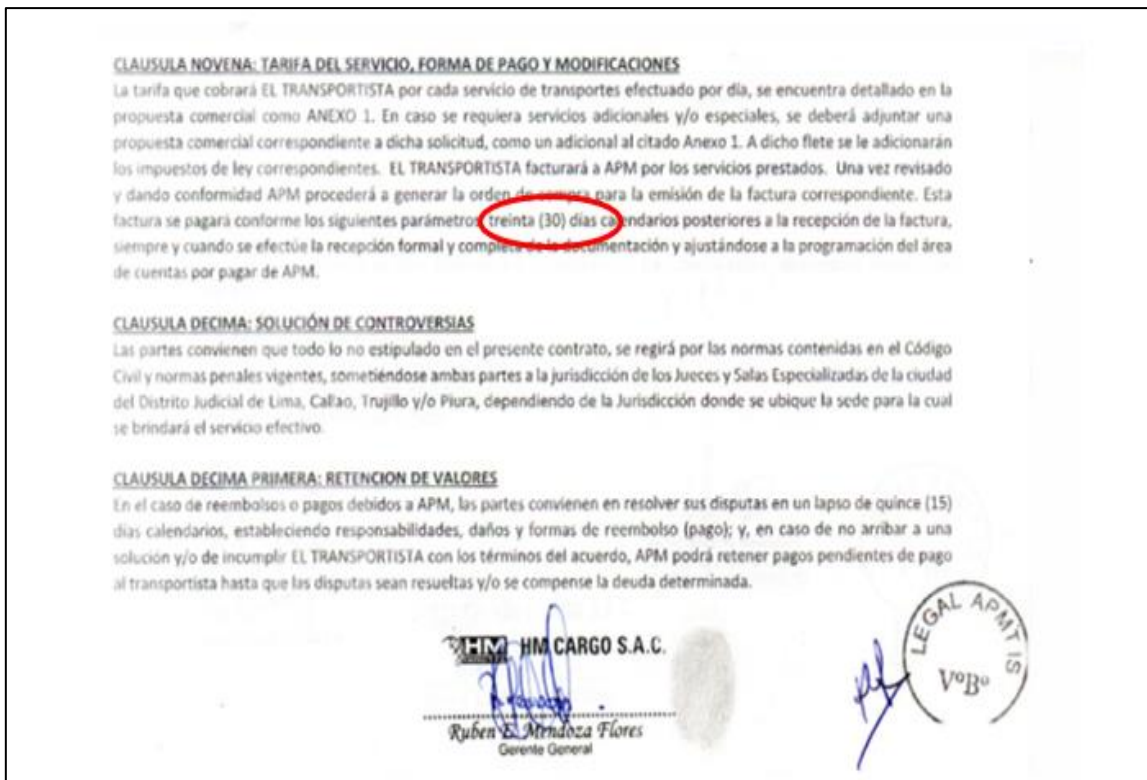 CLAUSULA NOVENA: TARIFA DEL SERVICIO, FORMA DE PAGO Y MODIFICACIONES
La tarifa que cobrará EL TRANSPORTISTA por cada servicio de transportes efectuado por día, se encuentra detallado en la
propuesta comercial como ANEXO 1. En caso se requiera servicios adicionales y/o especiales, se deberá adjuntar una
propuesta comercial correspondiente a dicha solicitud, como un adicional al citado Anexo 1. A dicho flete se le adicionarán
los impuestos de ley correspondientes. EL TRANSPORTISTA facturará a APM por los servicios prestados. Una vez revisado
y dando conformidad APM procederá a generar la orden de compra para la emisión de la factura correspondiente. Esta
factura se pagará conforme los siguientes parámetros treinta (30) días calendarios posteriores a la recepción de la factura,
siempre y cuando se efectúe la recepción formal y completa de la documentación y ajustándose a la programación del área
de cuentas por pagar de APM.
CLAUSULA DECIMA: SOLUCIÓN DE CONTROVERSIAS
Las partes convienen que todo lo no estipulado en el presente contrato, se regirá por las normas contenidas en el Código
Civil y normas penales vigentes, sometiéndose ambas partes a la jurisdicción de los Jueces y Salas Especializadas de la ciudad
del Distrito Judicial de Lima, Callao, Trujillo y/o Piura, dependiendo de la Jurisdicción donde se ubique la sede para la cual
se brindará el servicio efectivo.
CLAUSULA DECIMA PRIMERA: RETENCION DE VALORES
En el caso de reembolsos o pagos debidos a APM, las partes convienen en resolver sus disputas en un lapso de quince (15)
días calendarios, estableciendo responsabilidades, daños y formas de reembolso (pago); y, en caso de no arribar a una
solución y/o de incumplir EL TRANSPORTISTA con los términos del acuerdo, APM podrá retener pagos pendientes de pago
al transportista hasta que las disputas sean resueltas y/o se compense la deuda determinada.
HM HM CARGO S.A.C.
Ruben E. Mendoza Flores
Gerente General
LEGAL APMT IS
VºBº